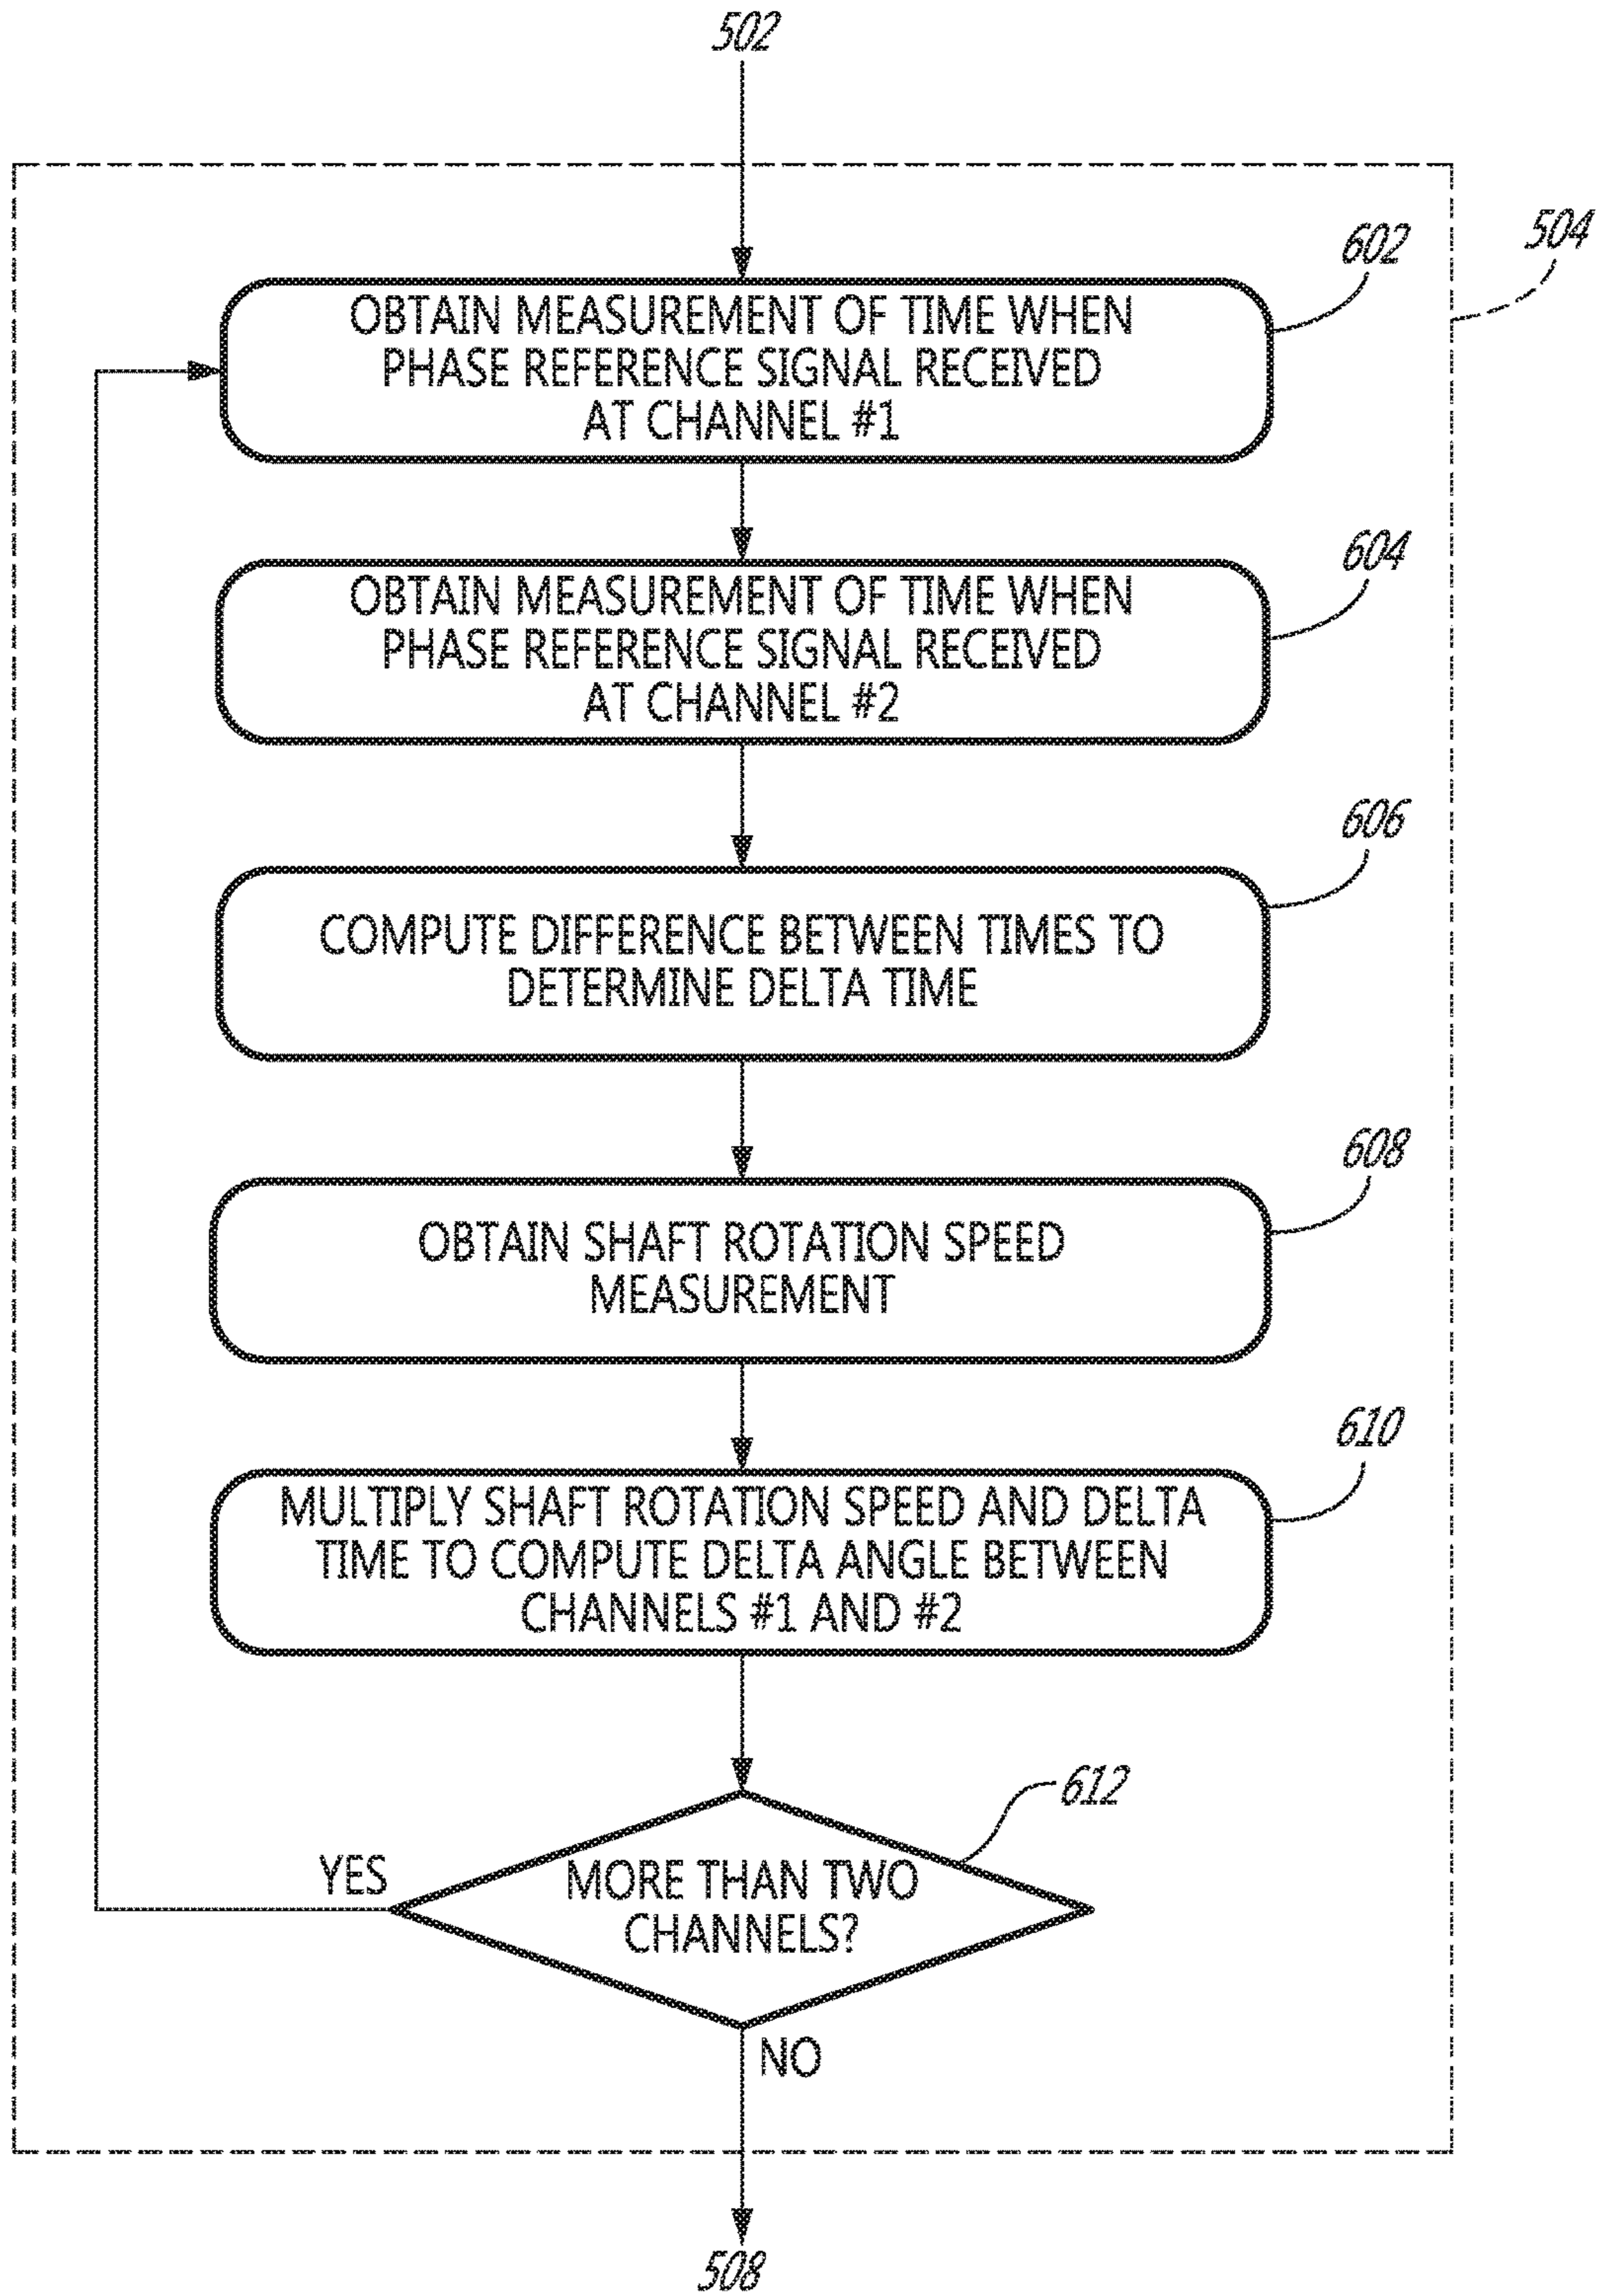 502
504
602
OBTAIN MEASUREMENT OF TIME WHEN
PHASE REFERENCE SIGNAL RECEIVED
AT CHANNEL #1
604
OBTAIN MEASUREMENT OF TIME WHEN
PHASE REFERENCE SIGNAL RECEIVED
AT CHANNEL #2
606
COMPUTE DIFFERENCE BETWEEN TIMES TO
DETERMINE DELTA TIME
608
OBTAIN SHAFT ROTATION SPEED
MEASUREMENT
610
MULTIPLY SHAFT ROTATION SPEED AND DELTA
TIME TO COMPUTE DELTA ANGLE BETWEEN
CHANNELS #1 AND #2
612
YES
MORE THAN TWO
CHANNELS?
NO
508